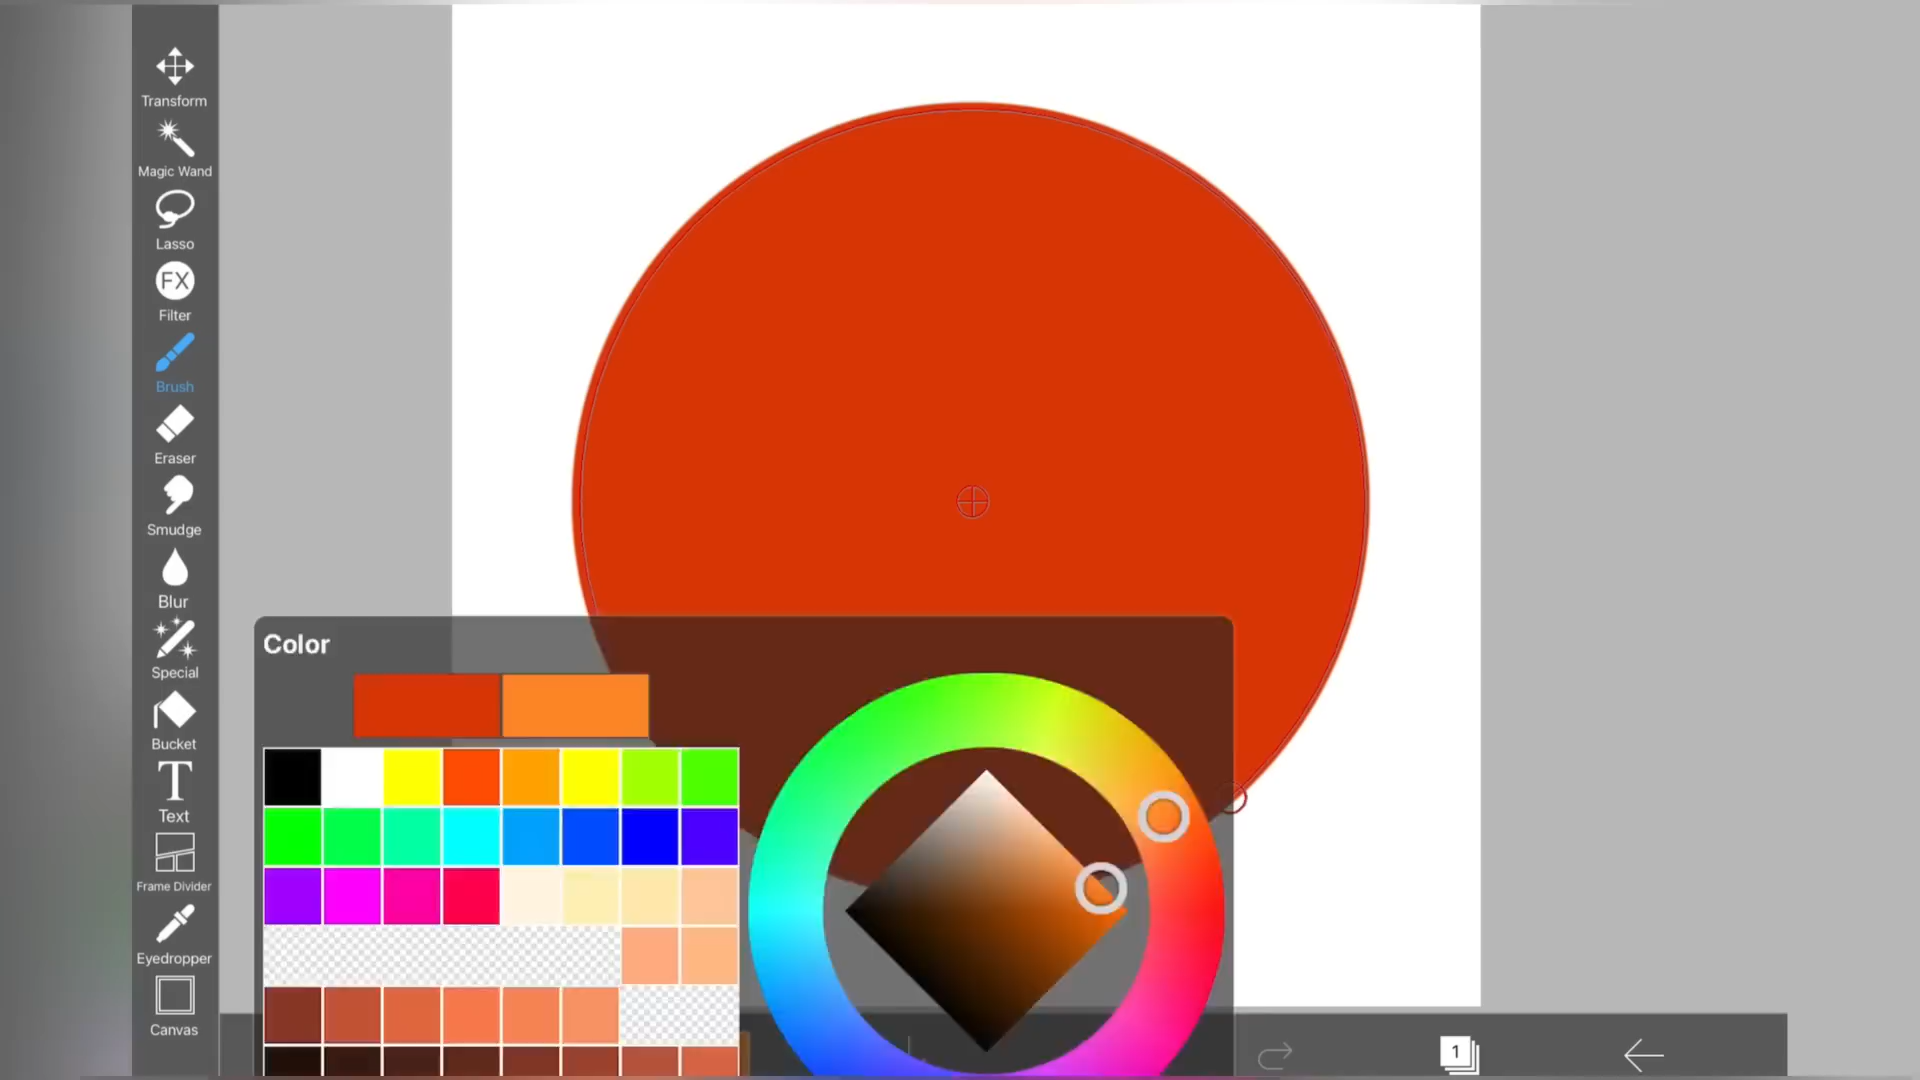 Transform
Magic Wand
Lasso
FX
Filter
Brush
Eraser
Smudge
Blur
Special
Bucket
T
Text
Frame Divider
Eyedropper
Canvas
Color
1